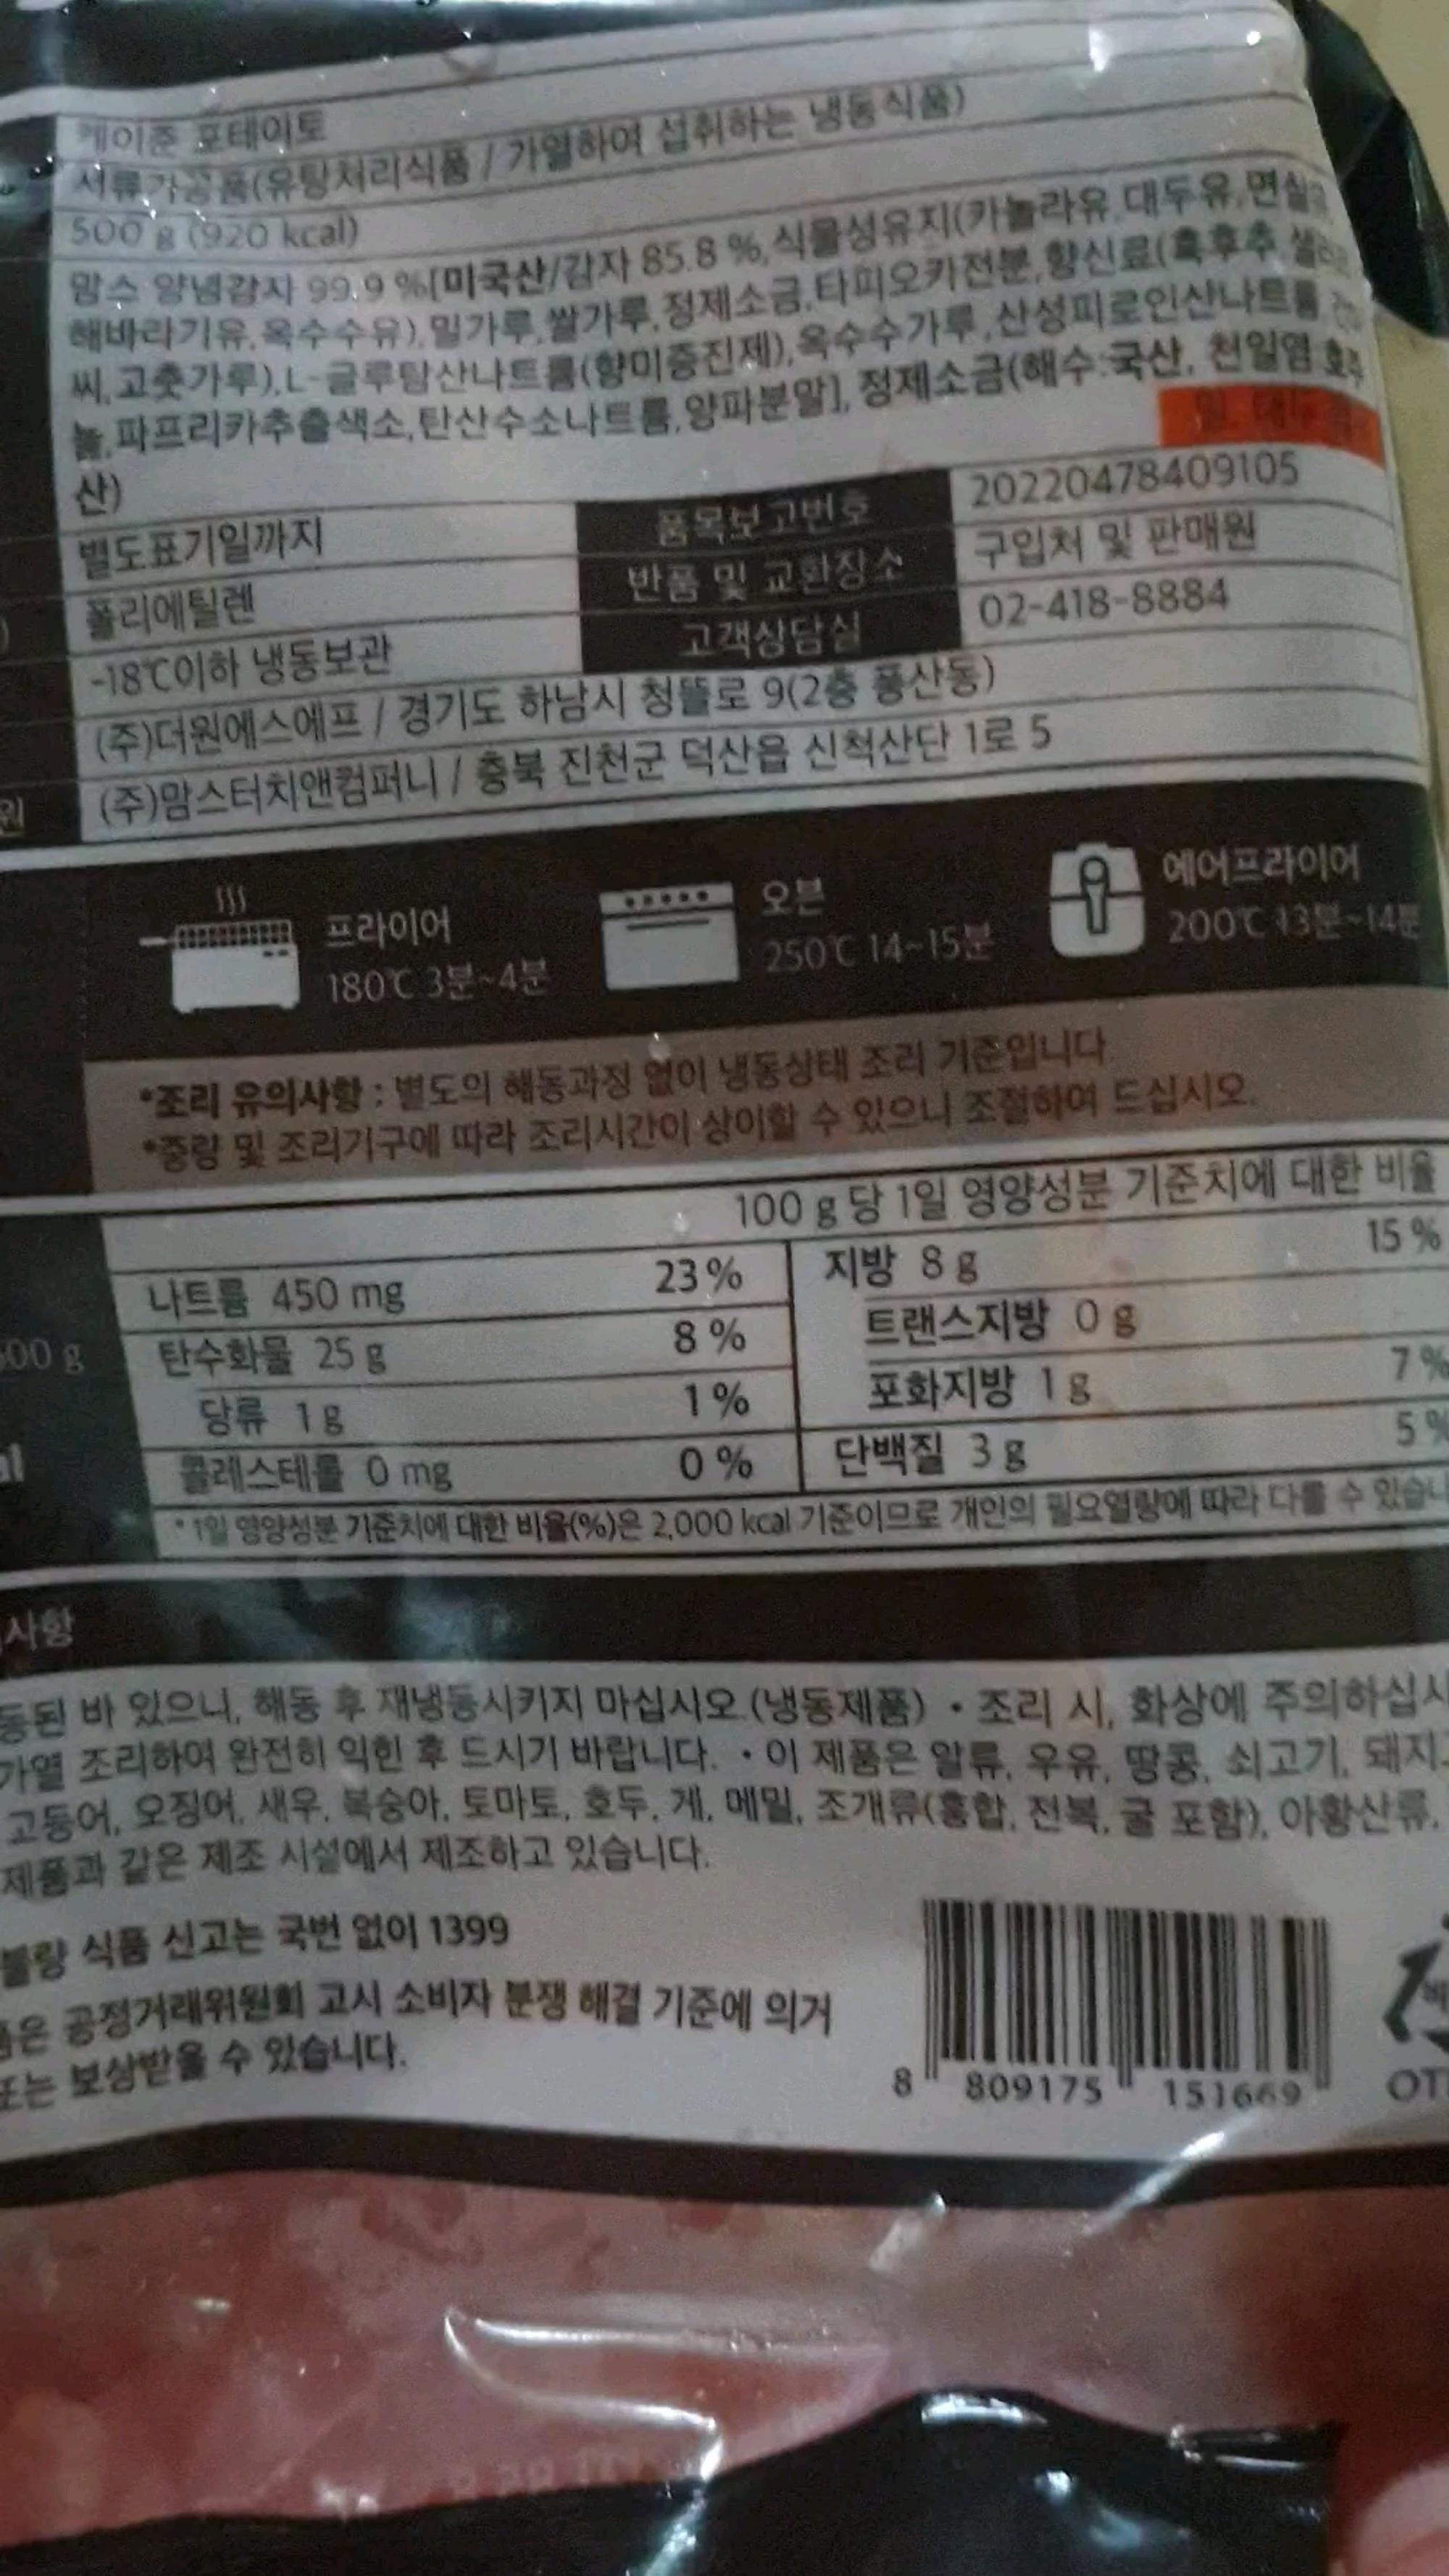 케이준 포테이토
서류가공품(유탕처리식품 / 가열하여 섭취하는 냉동식품)
500 g (920 kcal)
맘스 양념감자 99.9 %[미국산/감자 85.8 %, 식물성유지(카놀라유, 대두유, 면실유,
해바라기유, 옥수수유), 밀가루, 쌀가루, 정제소금, 타피오카전분, 향신료(흑후추,
씨, 고춧가루), L-글루탐산나트륨(향미증진제), 옥수수가루, 산성피로인산나트륨,
늘, 파프리카추출색소, 탄산수소나트륨, 양파분말], 정제소금(해수:국산, 천일염:호주
산)
밀, 대두
별도표기일까지
품목보고번호
20220478409105
폴리에틸렌
반품 및 교환장소
구입처 및 판매원
-18℃이하 냉동보관
고객상담실
02-418-8884
(주)더원에스에프 / 경기도 하남시 청뜰로 9(2층 풍산동)
원
(주)맘스터치앤컴퍼니 / 충북 진천군 덕산읍 신척산단 1로 5
프라이어
180℃ 3분~4분
오븐
250℃ 14~15분
에어프라이어
200℃ 13분~14분
*조리 유의사항 : 별도의 해동과정 없이 냉동상태 조리 기준입니다
*중량 및 조리기구에 따라 조리시간이 상이할 수 있으니 조절하여 드십시오.
100 g 당 1일 영양성분 기준치에 대한 비율
나트륨 450 mg 23 %
지방 8 g 15 %
00 g
탄수화물 25 g 8 %
트랜스지방 0 g
당류 1 g 1 %
포화지방 1 g 7 %
al
콜레스테롤 0 mg 0 %
단백질 3 g 5 %
* 1일 영양성분 기준치에 대한 비율(%)은 2,000 kcal 기준이므로 개인의 필요열량에 따라 다를 수 있습니
사항
동된 바 있으니, 해동 후 재냉동시키지 마십시오.(냉동제품) • 조리 시, 화상에 주의하십시
가열 조리하여 완전히 익힌 후 드시기 바랍니다. • 이 제품은 알류, 우유, 땅콩, 쇠고기, 돼지
고등어, 오징어, 새우, 복숭아, 토마토, 호두, 게, 메밀, 조개류(홍합, 전복, 굴 포함), 아황산류,
제품과 같은 제조 시설에서 제조하고 있습니다.
불량 식품 신고는 국번 없이 1399
은 공정거래위원회 고시 소비자 분쟁 해결 기준에 의거
또는 보상받을 수 있습니다.
8 809175 151669
OT